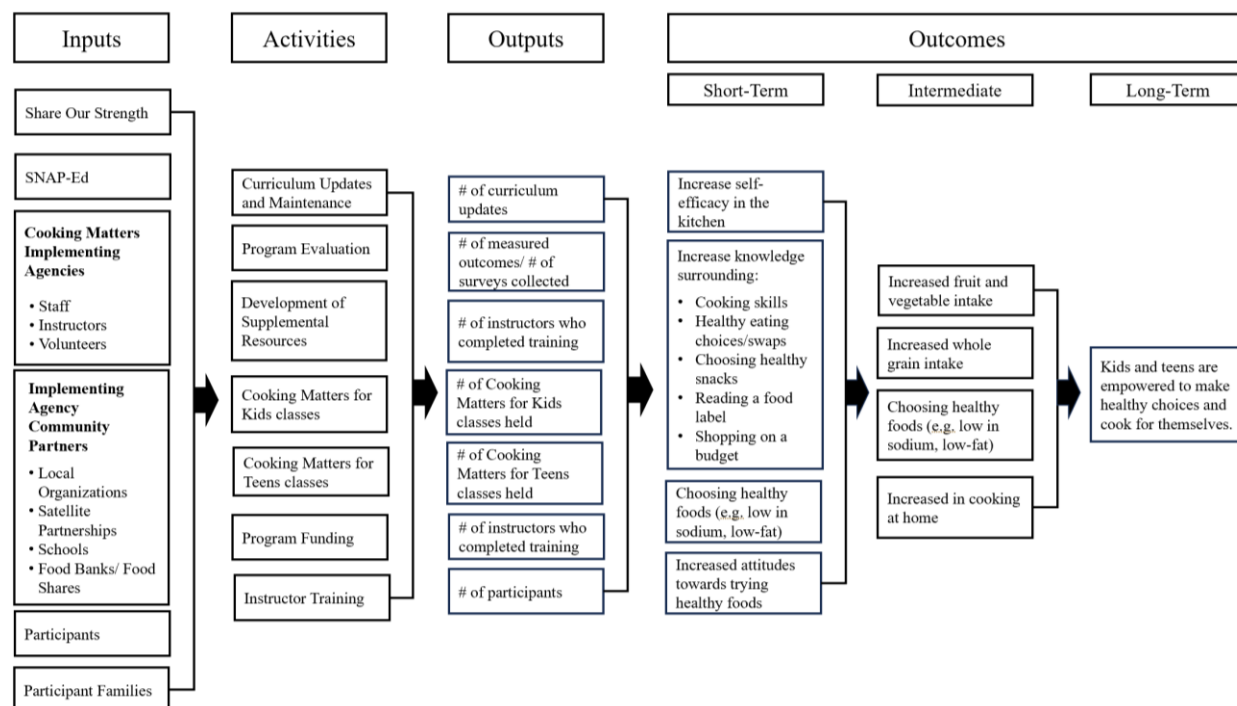 Inputs
Activities
Outputs
Outcomes
Short-Term
Intermediate
Long-Term
Share Our Strength
SNAP-Ed
Cooking Matters
Implementing
Agencies
• Staff
• Instructors
• Volunteers
Implementing
Agency
Community
Partners
• Local
Organizations
• Satellite
Partnerships
• Schools
• Food Banks/ Food
Shares
Participants
Participant Families
Curriculum Updates
and Maintenance
Program Evaluation
Development of
Supplemental
Resources
Cooking Matters for
Kids classes
Cooking Matters for
Teens classes
Program Funding
Instructor Training
# of curriculum
updates
# of measured
outcomes/ # of
surveys collected
# of instructors who
completed training
# of Cooking
Matters for Kids
classes held
# of Cooking
Matters for Teens
classes held
# of instructors who
completed training
# of participants
Increase self-
efficacy in the
kitchen
Increase knowledge
surrounding:
• Cooking skills
• Healthy eating
choices/swaps
• Choosing healthy
snacks
• Reading a food
label
• Shopping on a
budget
Choosing healthy
foods (e.g. low in
sodium, low-fat)
Increased attitudes
towards trying
healthy foods
Increased fruit and
vegetable intake
Increased whole
grain intake
Choosing healthy
foods (e.g. low in
sodium, low-fat)
Increased in cooking
at home
Kids and teens are
empowered to make
healthy choices and
cook for themselves.